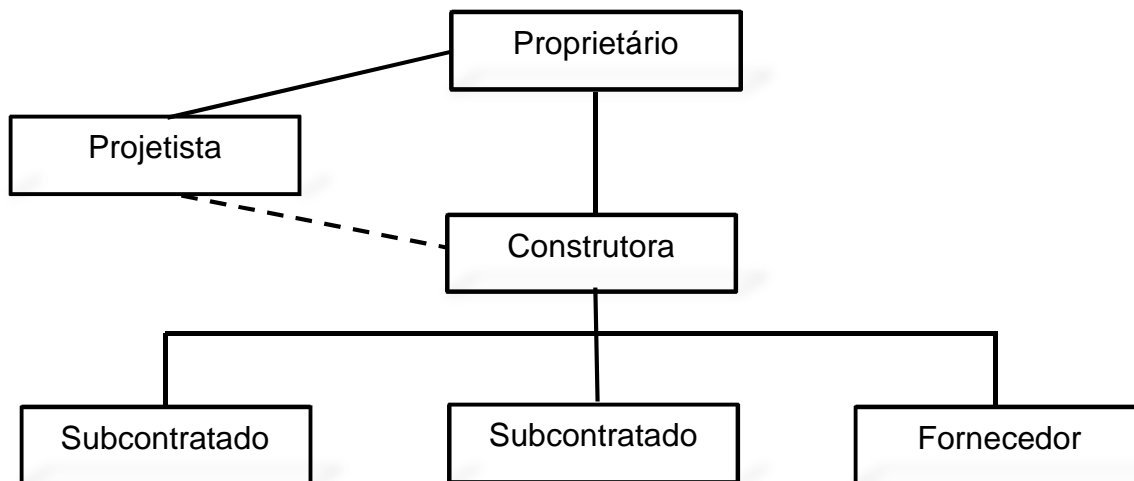 Proprietário
Projetista
Construtora
Subcontratado
Subcontratado
Fornecedor